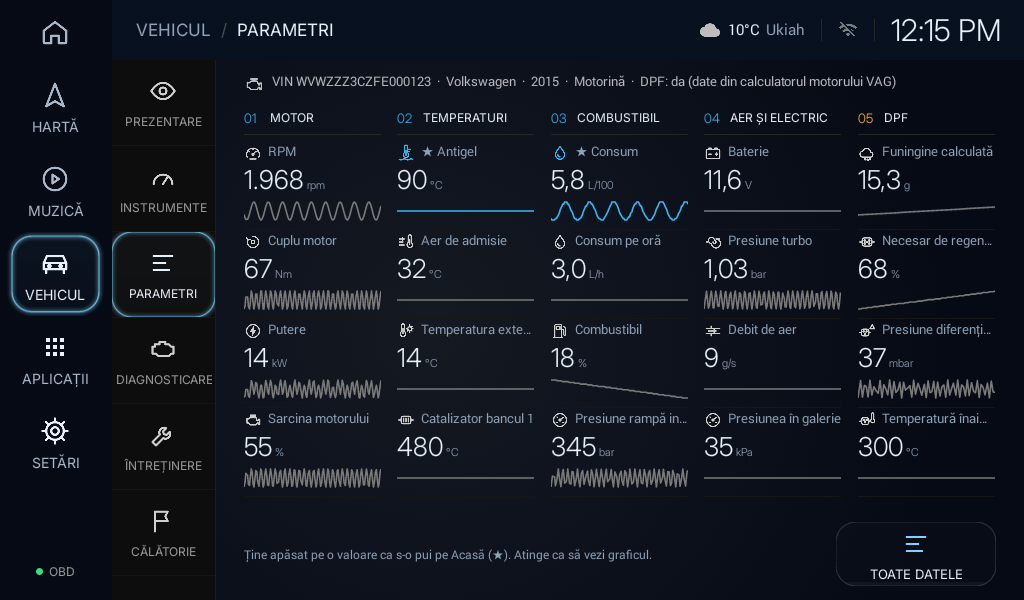 VEHICUL / PARAMETRI
10°C Ukiah
12:15 PM
HARTĂ
MUZICĂ
VEHICUL
APLICAȚII
SETĂRI
OBD
PREZENTARE
INSTRUMENTE
PARAMETRI
DIAGNOSTICARE
ÎNTREȚINERE
CĂLĂTORIE
VIN WVWZZZ3CZFE000123 · Volkswagen · 2015 · Motorină · DPF: da (date din calculatorul motorului VAG)
01 MOTOR
RPM
1.968 rpm
Cuplu motor
67 Nm
Putere
14 kW
Sarcina motorului
55 %
02 TEMPERATURI
★ Antigel
90 °C
Aer de admisie
32 °C
Temperatura exte...
14 °C
Catalizator bancul 1
480 °C
03 COMBUSTIBIL
★ Consum
5,8 L/100
Consum pe oră
3,0 L/h
Combustibil
18 %
Presiune rampă in...
345 bar
04 AER ȘI ELECTRIC
Baterie
11,6 V
Presiune turbo
1,03 bar
Debit de aer
9 g/s
Presiunea în galerie
35 kPa
05 DPF
Funingine calculată
15,3 g
Necesar de regen...
68 %
Presiune diferenți...
37 mbar
Temperatură înai...
300 °C
Ține apăsat pe o valoare ca s-o pui pe Acasă (★). Atinge ca să vezi graficul.
TOATE DATELE